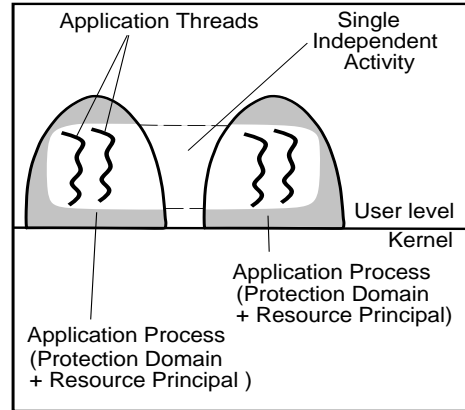 Application Threads
Single
Independent
Activity
User level
Kernel
Application Process
(Protection Domain
+ Resource Principal)
Application Process
(Protection Domain
+ Resource Principal )